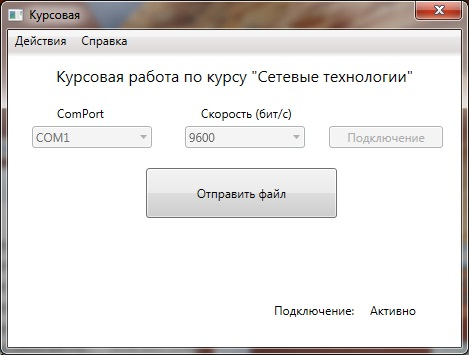 Курсовая
Действия Справка
Курсовая работа по курсу "Сетевые технологии"
ComPort Скорость (бит/с)
COM1 9600 Подключение
Отправить файл
Подключение: Активно